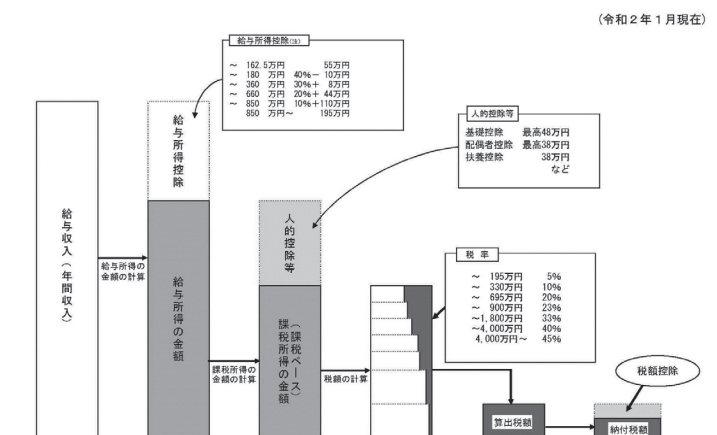 (令和2年1月現在)
給与所得控除(注)
～ 162.5万円 55万円
～ 180 万円 40%－ 10万円
～ 360 万円 30%＋ 8万円
～ 660 万円 20%＋ 44万円
～ 850 万円 10%＋110万円
850 万円～ 195万円
人的控除等
基礎控除 最高48万円
配偶者控除 最高38万円
扶養控除 38万円
など
税 率
～ 195万円 5%
～ 330万円 10%
～ 695万円 20%
～ 900万円 23%
～1,800万円 33%
～4,000万円 40%
4,000万円～ 45%
給与収入(年間収入)
給与所得の
金額の計算
給与所得控除
給与所得の金額
課税所得の
金額の計算
人的控除等
(課税ベース)
課税所得の金額
税額の計算
算出税額
税額控除
納付税額